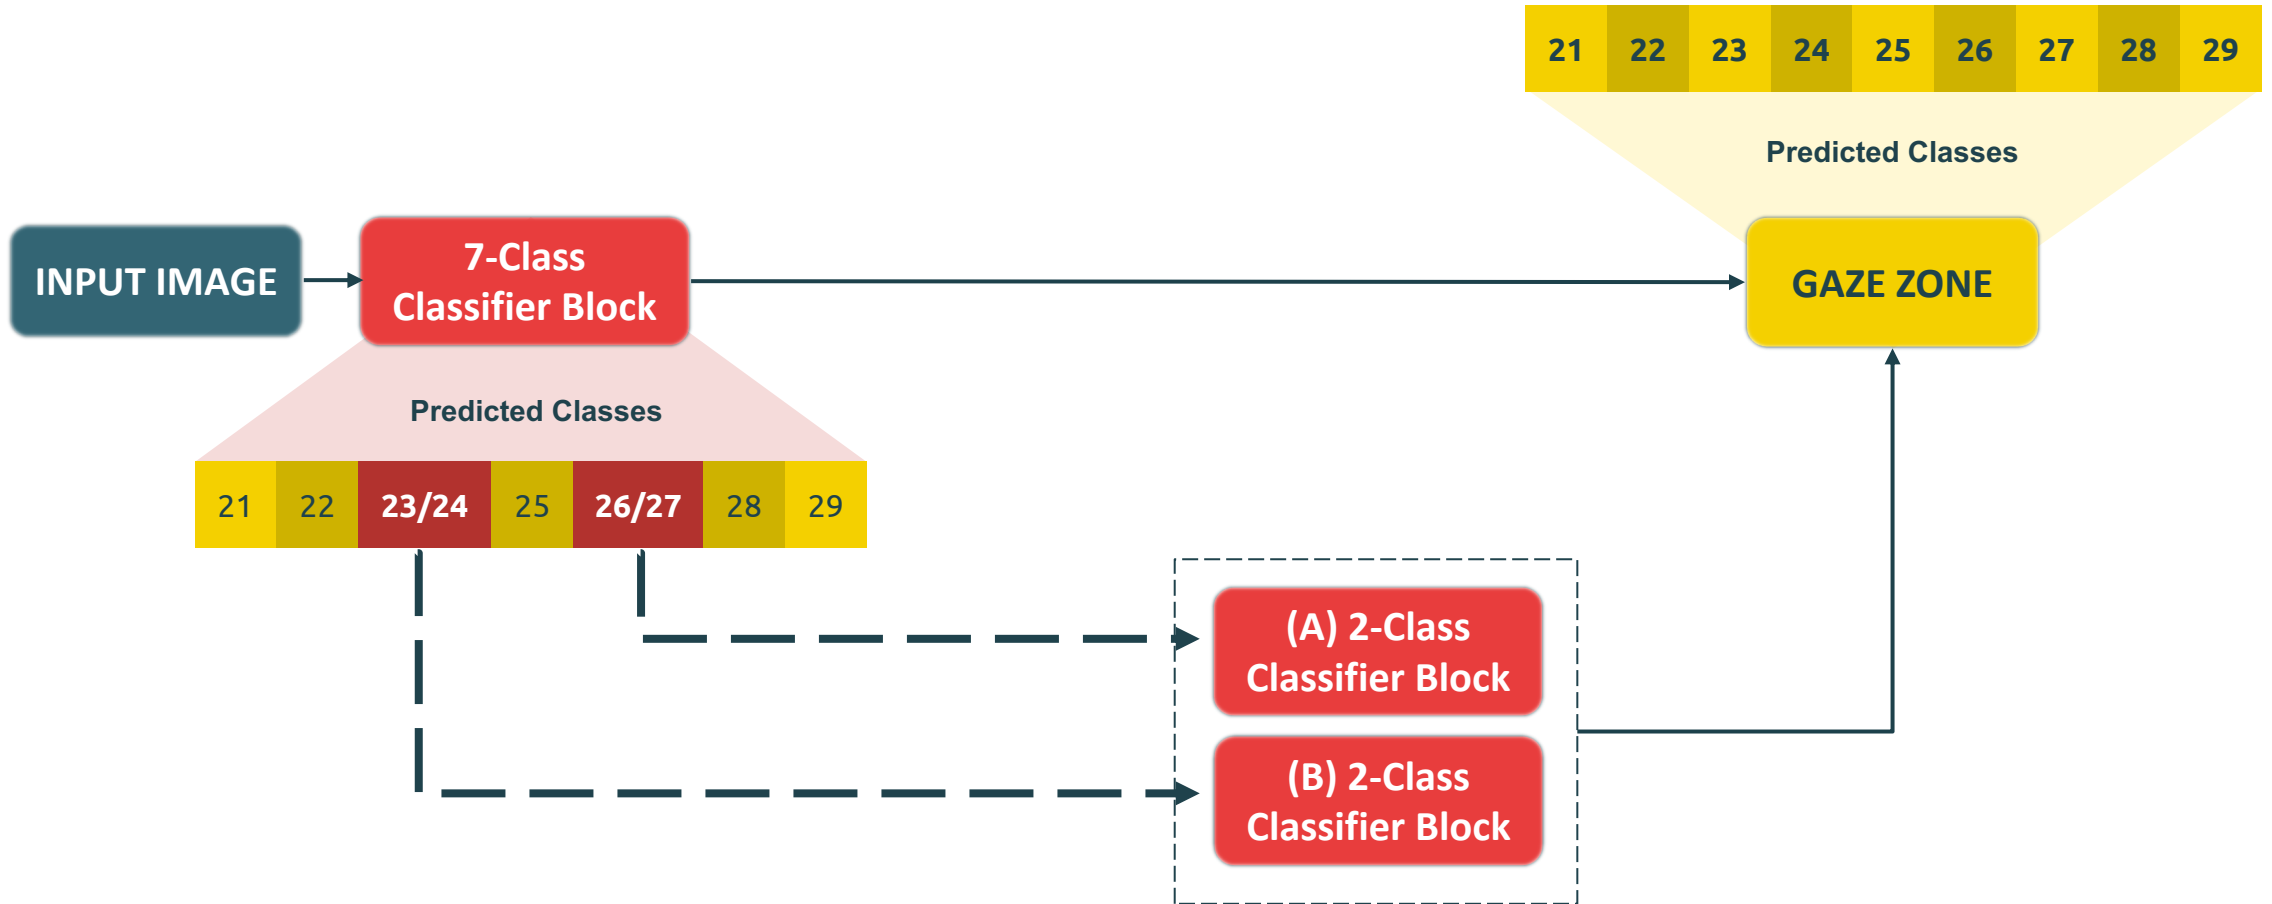 21 22 23 24 25 26 27 28 29
Predicted Classes
INPUT IMAGE
7-Class
Classifier Block
GAZE ZONE
Predicted Classes
21 22 23/24 25 26/27 28 29
(A) 2-Class
Classifier Block
(B) 2-Class
Classifier Block